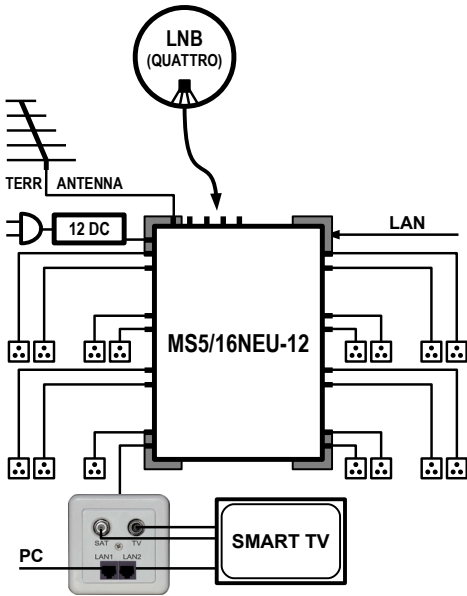 LNB
(QUATTRO)
TERR ANTENNA
12 DC
LAN
MS5/16NEU-12
SAT TV
LAN1 LAN2
PC
SMART TV